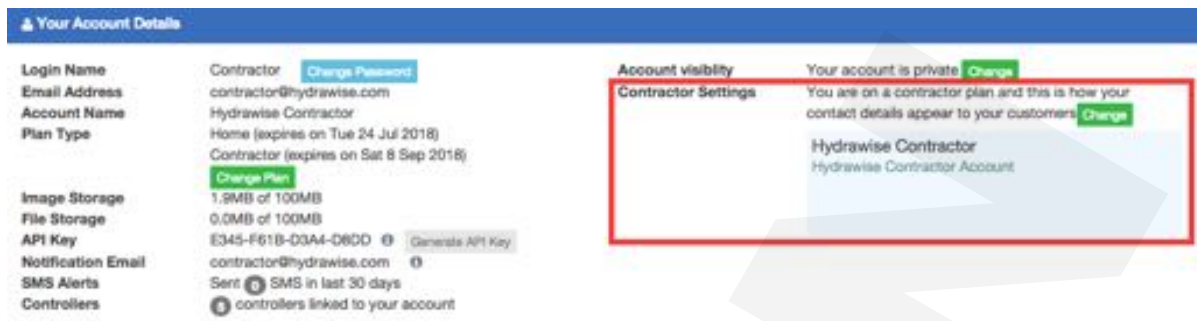 Your Account Details
Login Name Contractor Change Password
Email Address contractor@hydrawise.com
Account Name Hydrawise Contractor
Plan Type Home (expires on Tue 24 Jul 2018)
Contractor (expires on Sat 8 Sep 2018)
Change Plan
Image Storage 1.9MB of 100MB
File Storage 0.0MB of 100MB
API Key E345-F61B-D3A4-D8DD Generate API Key
Notification Email contractor@hydrawise.com
SMS Alerts Sent SMS in last 30 days
Controllers controllers linked to your account
Account visiblity Your account is private Change
Contractor Settings You are on a contractor plan and this is how your
contact details appear to your customers Change
Hydrawise Contractor
Hydrawise Contractor Account